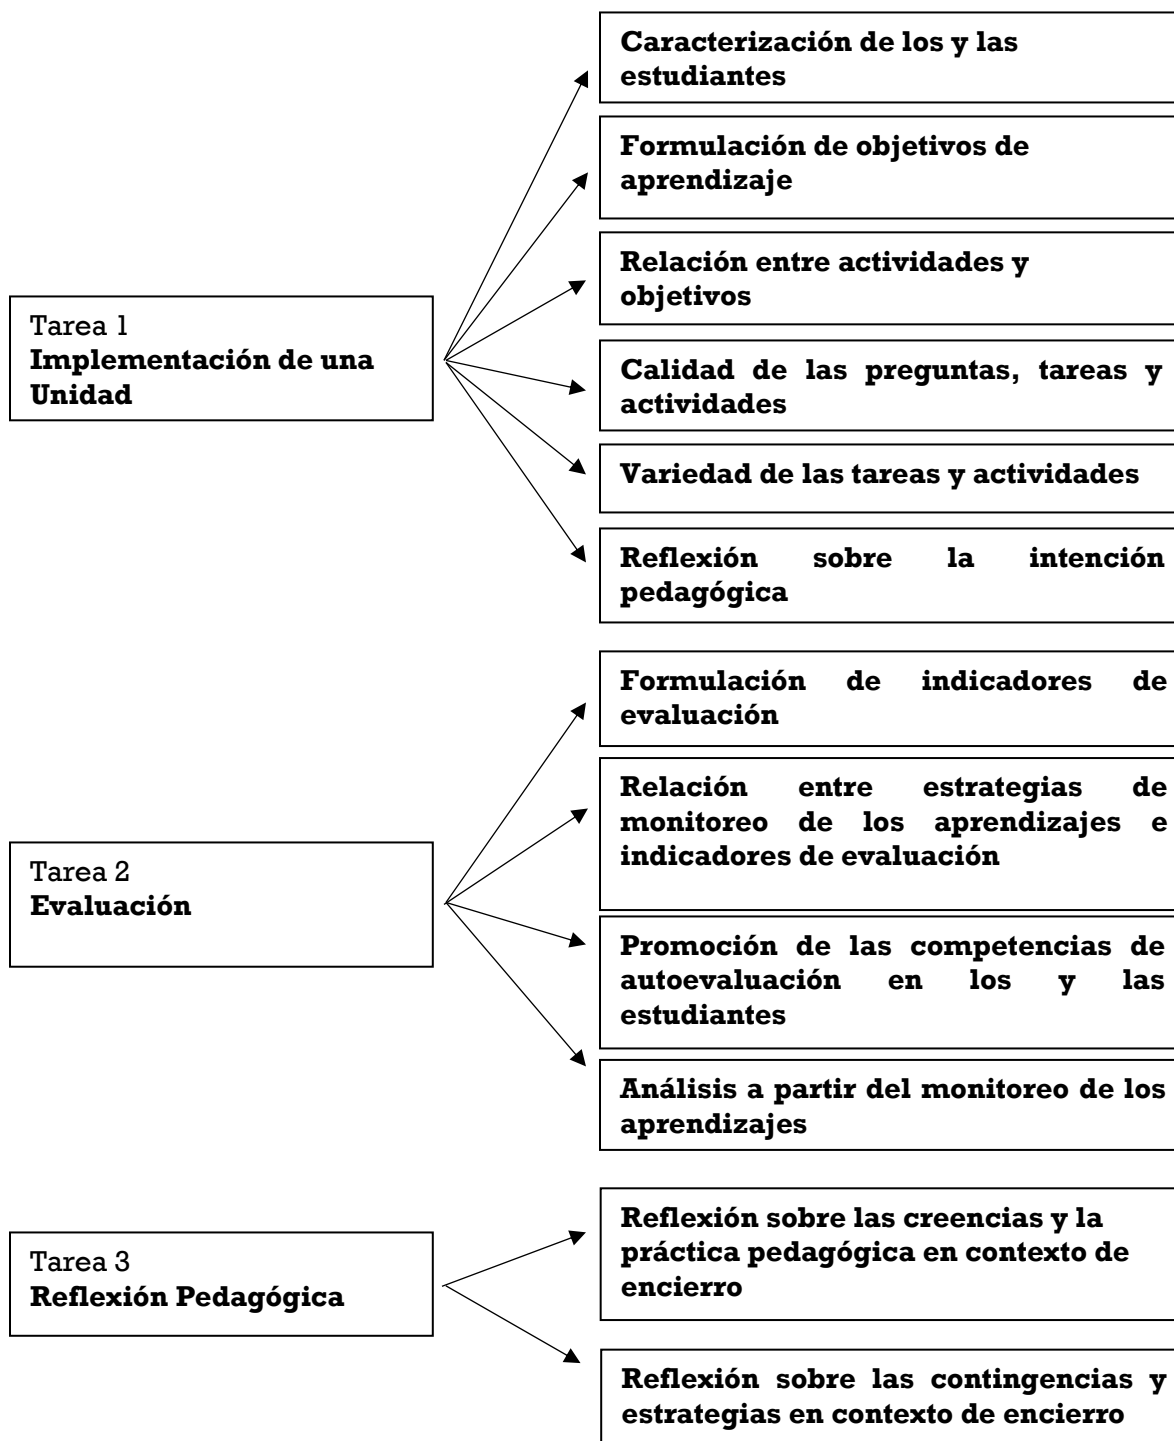 Tarea 1
Implementación de una
Unidad
Caracterización de los y las
estudiantes
Formulación de objetivos de
aprendizaje
Relación entre actividades y
objetivos
Calidad de las preguntas, tareas y
actividades
Variedad de las tareas y actividades
Reflexión sobre la intención
pedagógica
Tarea 2
Evaluación
Formulación de indicadores de
evaluación
Relación entre estrategias de
monitoreo de los aprendizajes e
indicadores de evaluación
Promoción de las competencias de
autoevaluación en los y las
estudiantes
Análisis a partir del monitoreo de los
aprendizajes
Tarea 3
Reflexión Pedagógica
Reflexión sobre las creencias y la
práctica pedagógica en contexto de
encierro
Reflexión sobre las contingencias y
estrategias en contexto de encierro